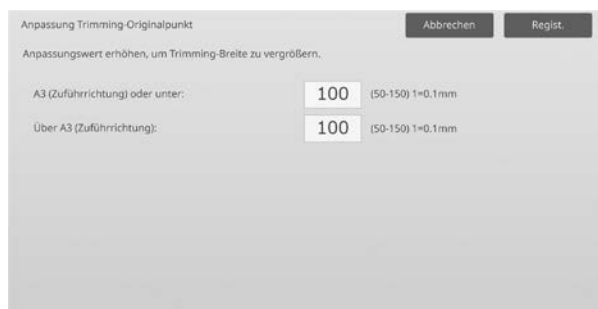 Anpassung Trimming-Originalpunkt Abbrechen Regist.
Anpassungswert erhöhen, um Trimming-Breite zu vergrößern.
A3 (Zuführrichtung) oder unter: 100 (50-150) 1=0.1mm
Über A3 (Zuführrichtung): 100 (50-150) 1=0.1mm